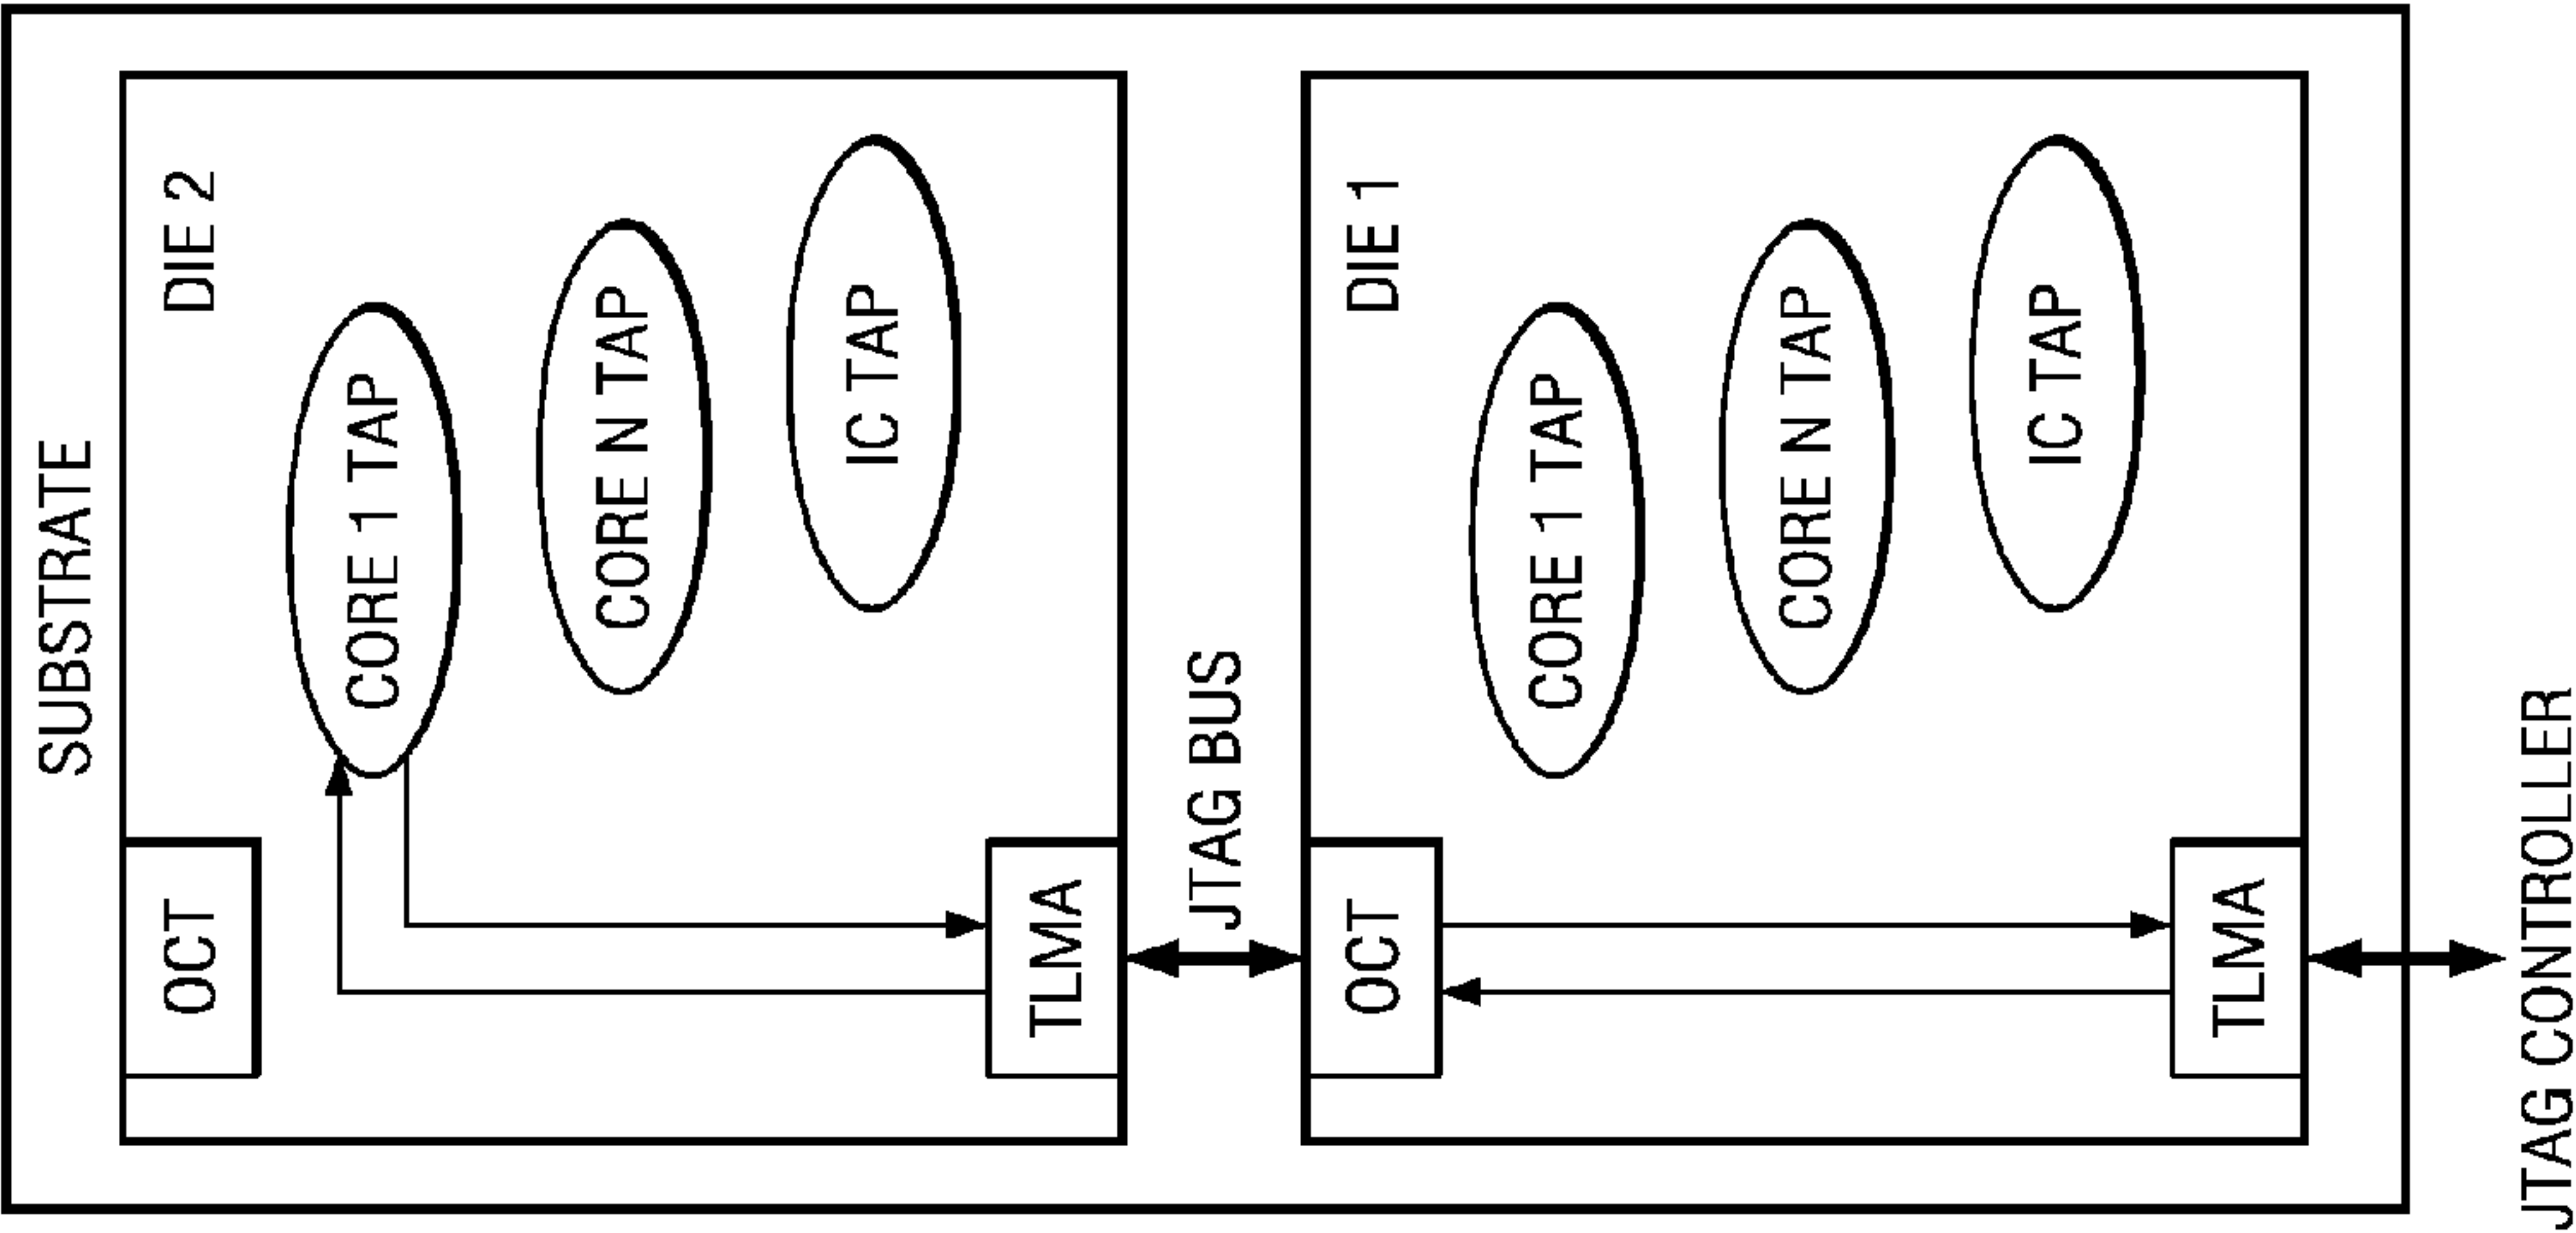 SUBSTRATE
DIE 2
OCT
CORE 1 TAP
CORE N TAP
IC TAP
TLMA
JTAG BUS
DIE 1
OCT
CORE 1 TAP
CORE N TAP
IC TAP
TLMA
JTAG CONTROLLER